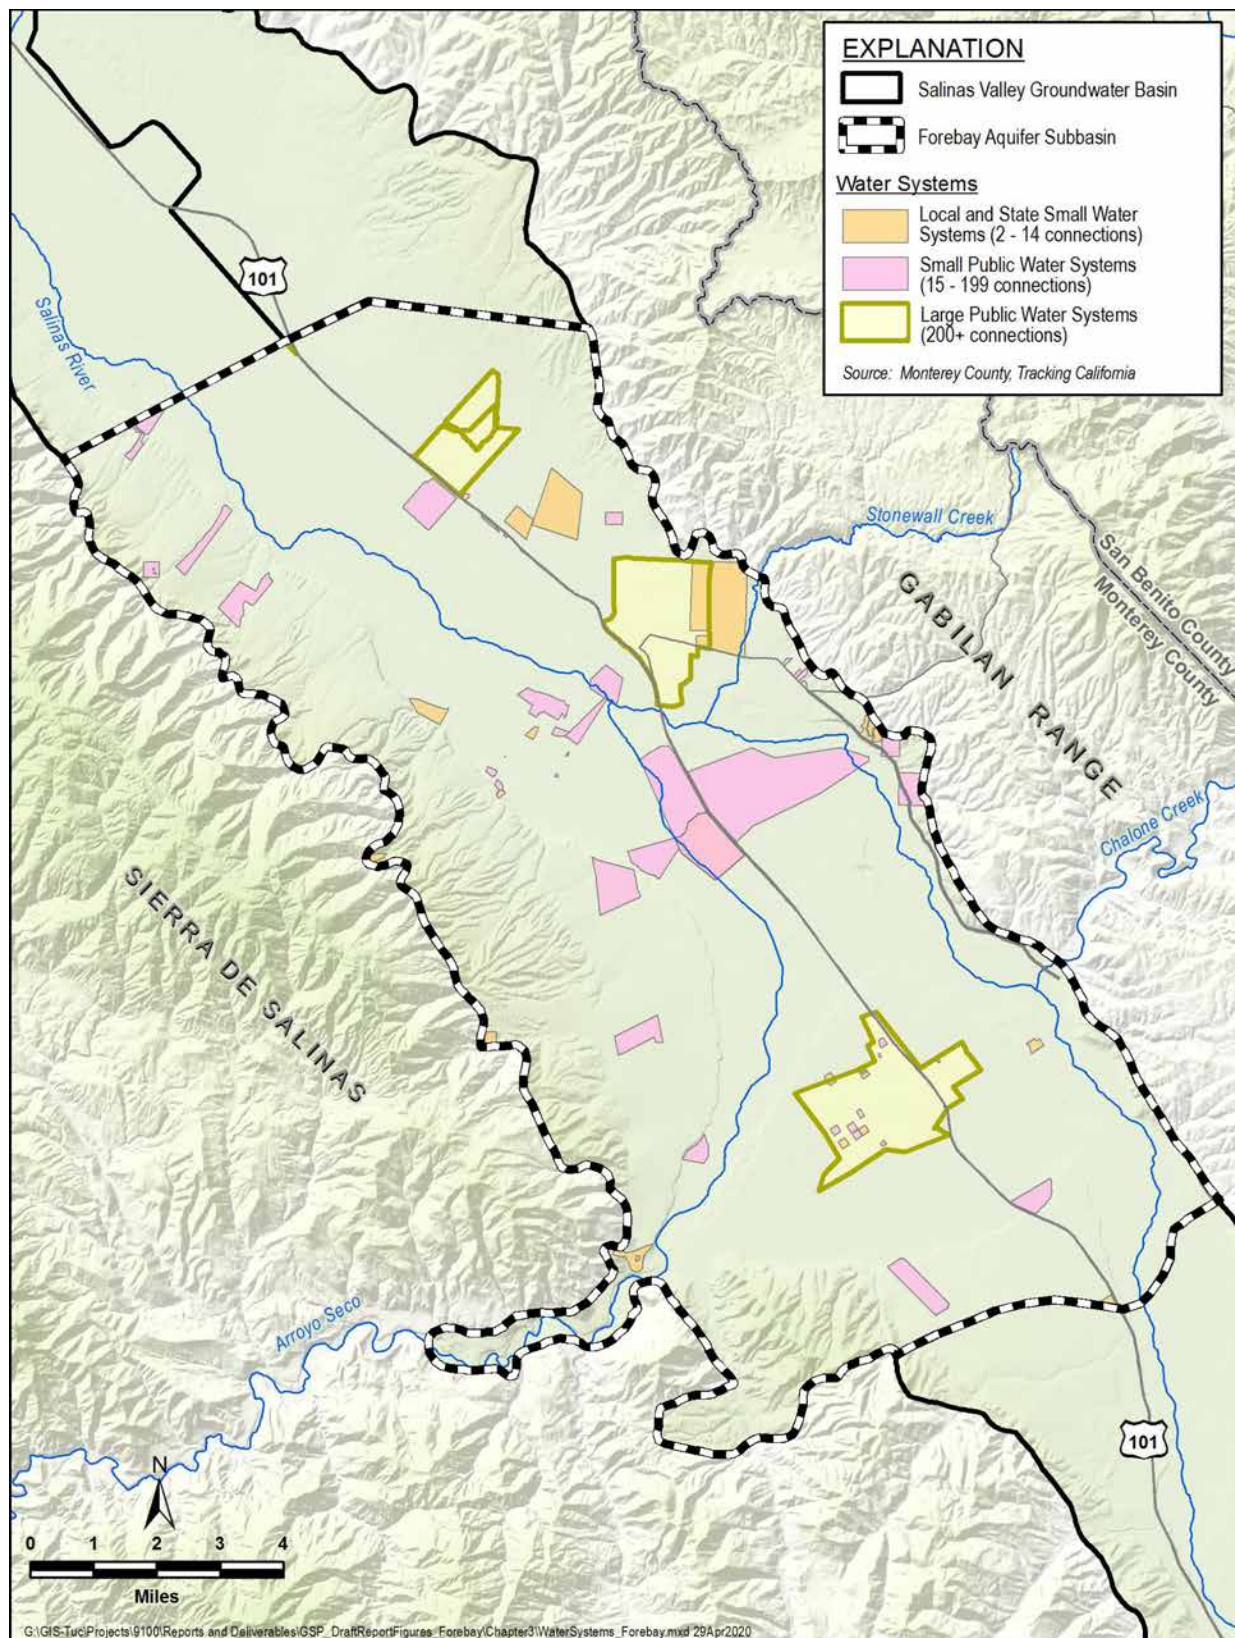 EXPLANATION
Salinas Valley Groundwater Basin
Forebay Aquifer Subbasin
Water Systems
Local and State Small Water
Systems (2 - 14 connections)
Small Public Water Systems
(15 - 199 connections)
Large Public Water Systems
(200+ connections)
Source: Monterey County, Tracking California
101
Salinas River
Stonewall Creek
San Benito County
Monterey County
GABILAN RANGE
Chalone Creek
SIERRA DE SALINAS
Arroyo Seco
101
N
0 1 2 3 4
Miles
G:\GIS-Tuc\Projects\9100\Reports and Deliverables\GSP_DraftReportFigures_Forebay\Chapter3\WaterSystems_Forebay.mxd 29Apr2020